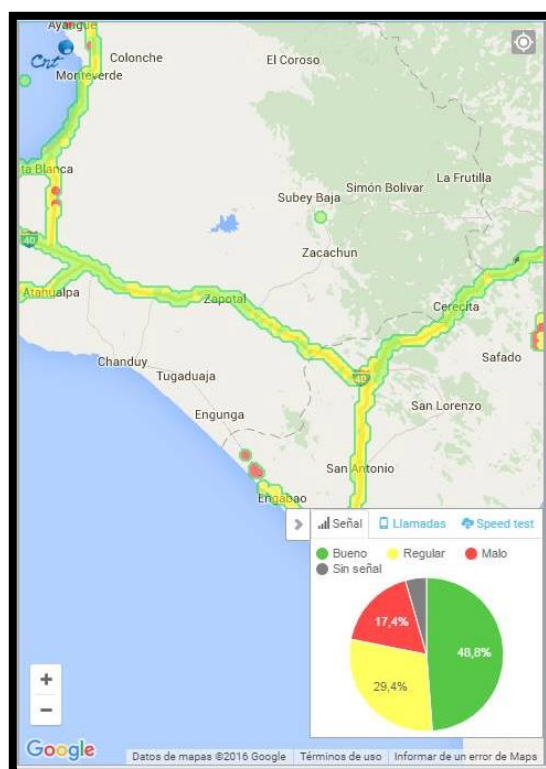 Ayangue
Cnt
Colonche
El Coroso
Monteverde
La Frutilla
ta Blanca
Simón Bolívar
Subey Baja
40
Zacachun
Atahualpa
Zapotal
Cerecita
Chanduy
40
Safado
Tugaduaja
San Lorenzo
Engunga
San Antonio
Engabao
Señal Llamadas Speed test
Bueno Regular Malo
Sin señal
17,4%
48,8%
29,4%
+
−
Google
Datos de mapas ©2016 Google Términos de uso Informar de un error de Maps